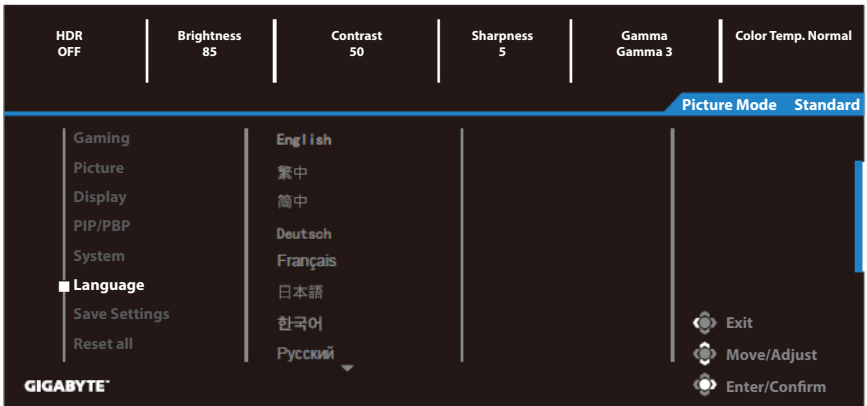 HDR
OFF
Brightness
85
Contrast
50
Sharpness
5
Gamma
Gamma 3
Color Temp. Normal
Picture Mode Standard
Gaming
Picture
Display
PIP/PBP
System
Language
Save Settings
Reset all
English
繁中
简中
Deutsch
Français
日本語
한국어
Русский
Exit
Move/Adjust
Enter/Confirm
GIGABYTE™